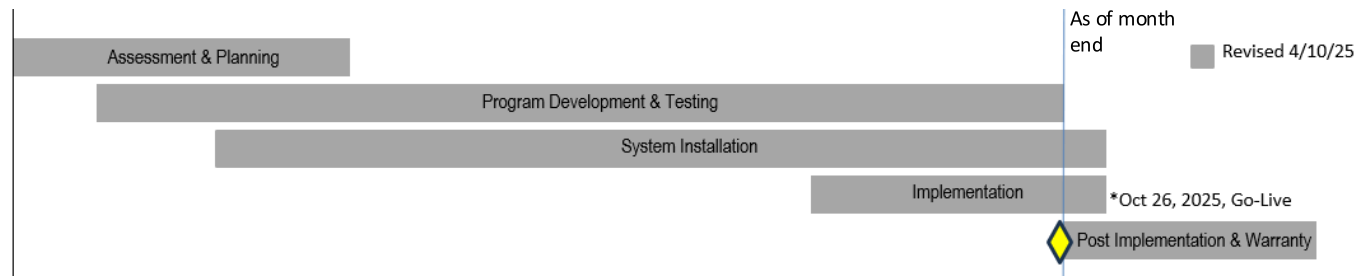 As of month
end
Revised 4/10/25
Assessment & Planning
Program Development & Testing
System Installation
Implementation
*Oct 26, 2025, Go-Live
Post Implementation & Warranty